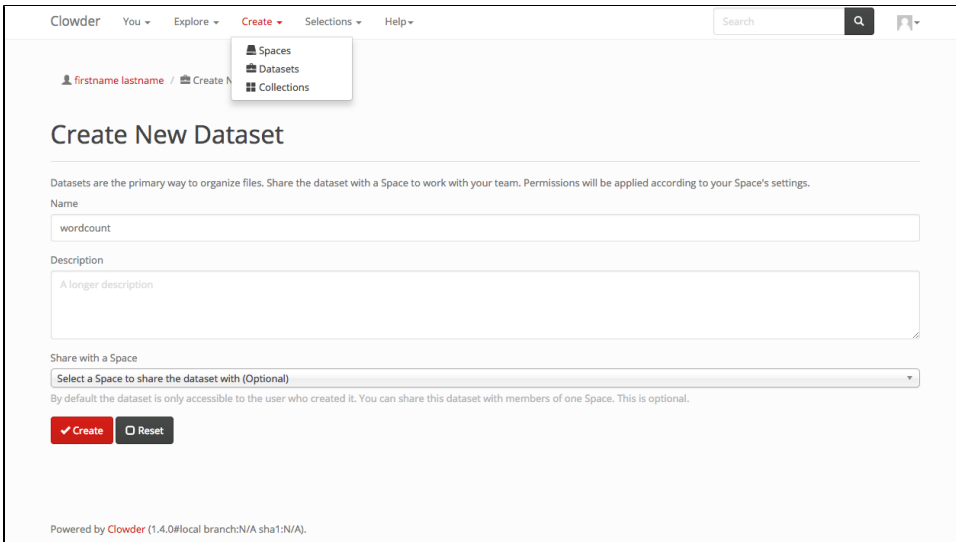 Clowder You Explore Create Selections Help Search
Spaces
Datasets
Collections
firstname lastname / Create N
Create New Dataset
Datasets are the primary way to organize files. Share the dataset with a Space to work with your team. Permissions will be applied according to your Space's settings.
Name
wordcount
Description
A longer description
Share with a Space
Select a Space to share the dataset with (Optional)
By default the dataset is only accessible to the user who created it. You can share this dataset with members of one Space. This is optional.
Create Reset
Powered by Clowder (1.4.0#local branch:N/A sha1:N/A).